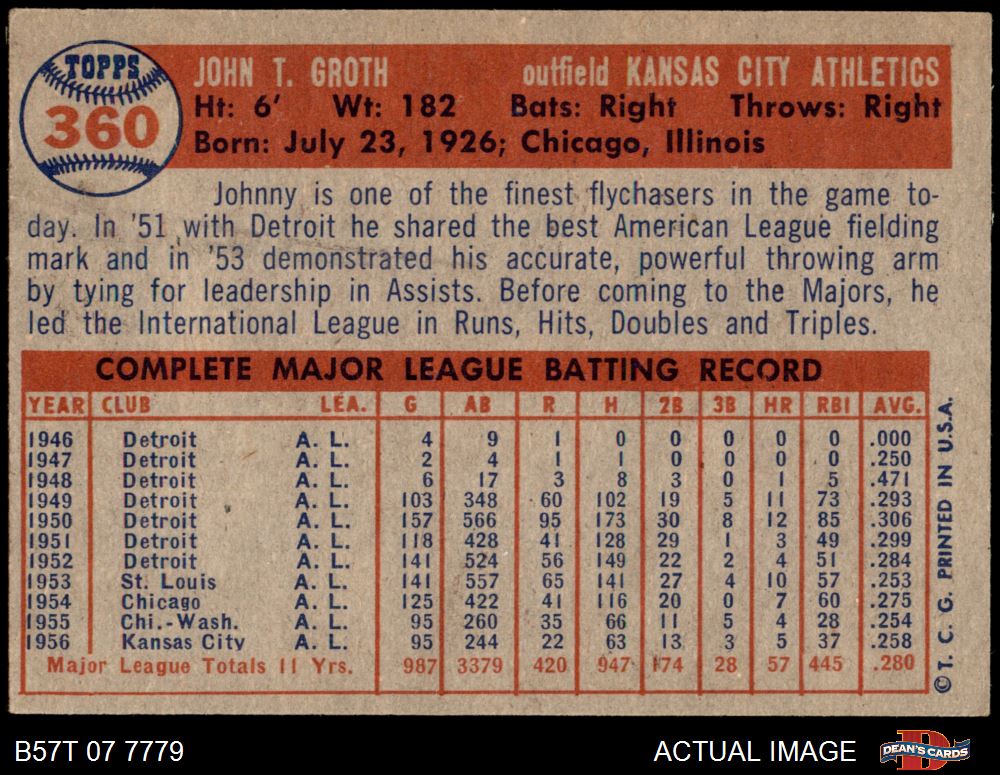 TOPPS
360
JOHN T. GROTH outfield KANSAS CITY ATHLETICS
Ht: 6' Wt: 182 Bats: Right Throws: Right
Born: July 23, 1926; Chicago, Illinois
Johnny is one of the finest flychasers in the game to-
day. In '51 with Detroit he shared the best American League fielding
mark and in '53 demonstrated his accurate, powerful throwing arm
by tying for leadership in Assists. Before coming to the Majors, he
led the International League in Runs, Hits, Doubles and Triples.
COMPLETE MAJOR LEAGUE BATTING RECORD
YEAR CLUB LEA. G AB R H 2B 3B HR RBI AVG.
1946 Detroit A. L. 4 9 1 0 0 0 0 0 .000
1947 Detroit A. L. 2 4 1 1 0 0 0 0 .250
1948 Detroit A. L. 6 17 3 8 3 0 1 5 .471
1949 Detroit A. L. 103 348 60 102 19 5 11 73 .293
1950 Detroit A. L. 157 566 95 173 30 8 12 85 .306
1951 Detroit A. L. 118 428 41 128 29 1 3 49 .299
1952 Detroit A. L. 141 524 56 149 22 2 4 51 .284
1953 St. Louis A. L. 141 557 65 141 27 4 10 57 .253
1954 Chicago A. L. 125 422 41 116 20 0 7 60 .275
1955 Chi.-Wash. A. L. 95 260 35 66 11 5 4 28 .254
1956 Kansas City A. L. 95 244 22 63 13 3 5 37 .258
Major League Totals 11 Yrs. 987 3379 420 947 174 28 57 445 .280
© T. C. G. PRINTED IN U.S.A.
B57T 07 7779 ACTUAL IMAGE DEAN'S CARDS